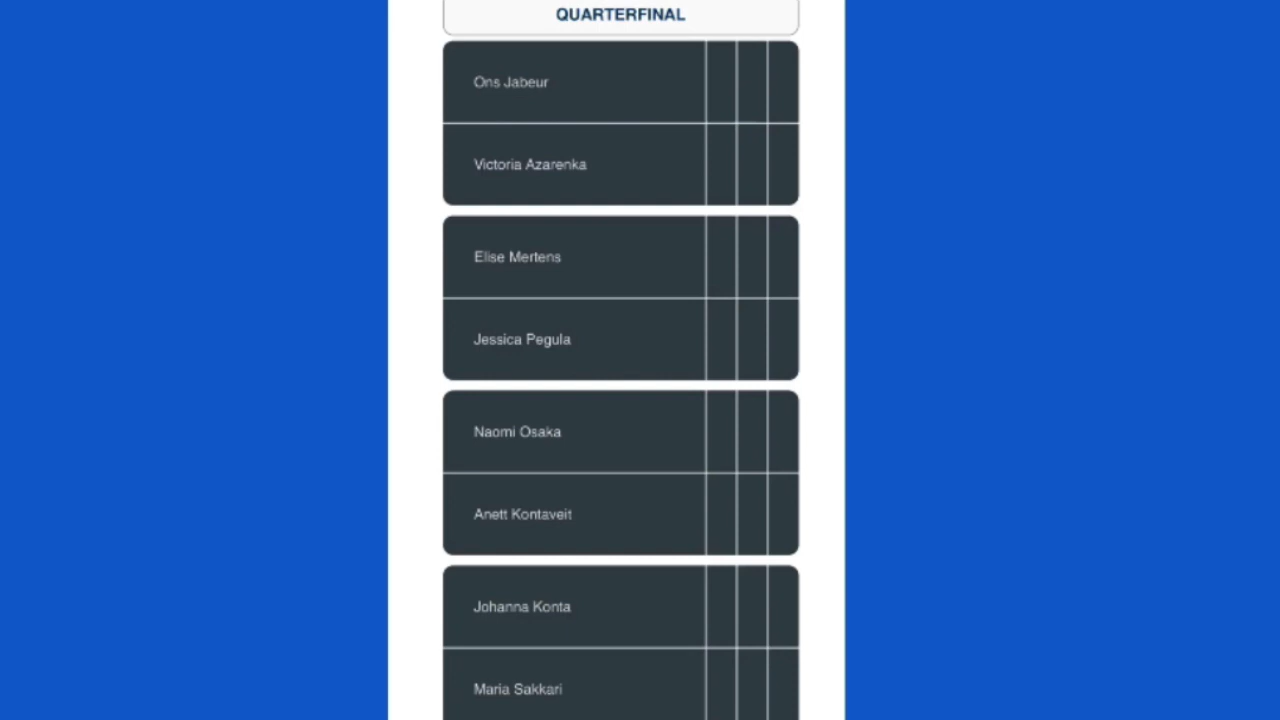 QUARTERFINAL
Ons Jabeur
Victoria Azarenka
Elise Mertens
Jessica Pegula
Naomi Osaka
Anett Kontaveit
Johanna Konta
Maria Sakkari